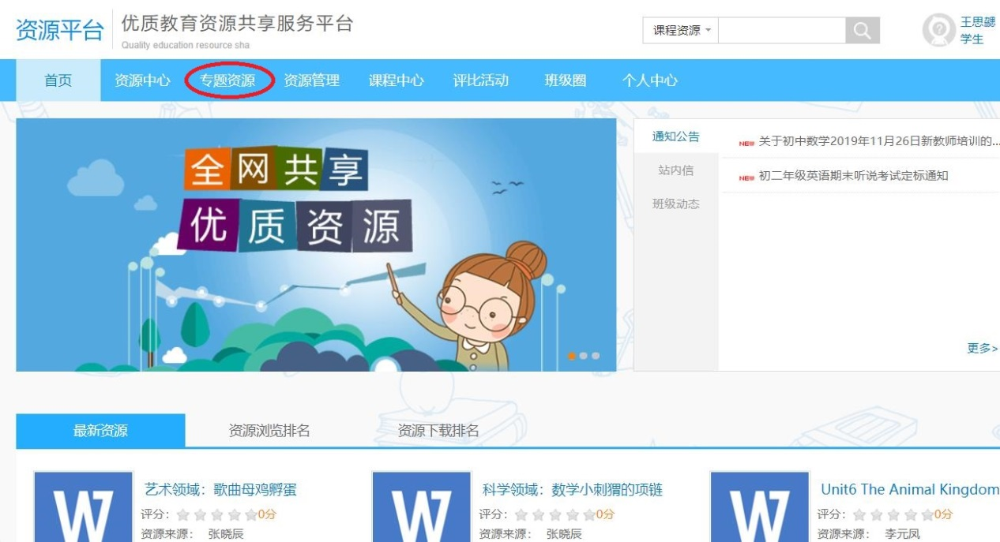 资源平台
优质教育资源共享服务平台
Quality education resource sha
课程资源
王思勰
学生
首页 资源中心 专题资源 资源管理 课程中心 评比活动 班级圈 个人中心
全网共享
优质资源
通知公告
站内信
班级动态
NEW 关于初中数学2019年11月26日新教师培训的...
NEW 初二年级英语期末听说考试定标通知
更多>
最新资源 资源浏览排名 资源下载排名
W
艺术领域：歌曲母鸡孵蛋
评分： 0分
资源来源： 张晓辰
W
科学领域：数学小刺猬的项链
评分： 0分
资源来源： 张晓辰
W
Unit6 The Animal Kingdom
评分： 0分
资源来源： 李元凤